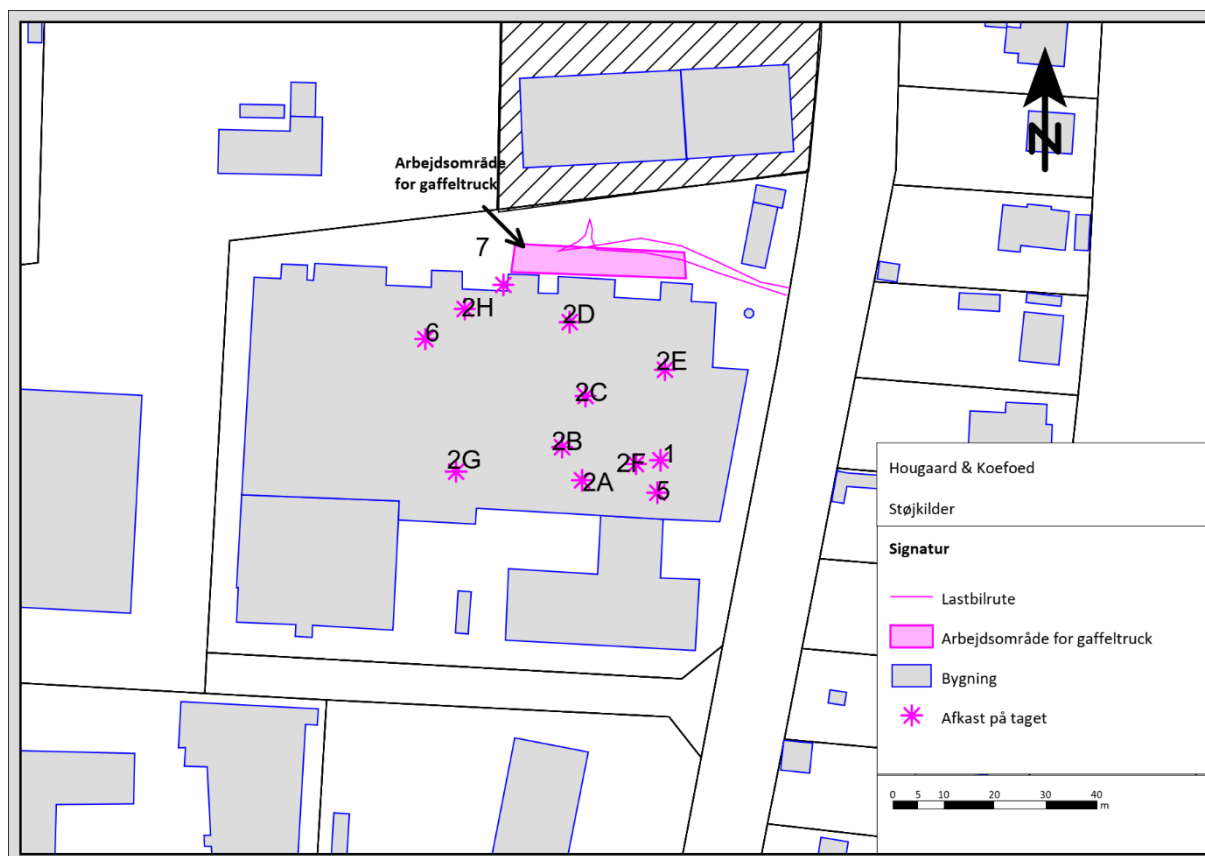 N
Arbejdsområde
for gaffeltruck
7
2H
2D
6
2E
2C
2B
2G
2F
1
2A
5
Hougaard & Koefoed
Støjkilder
Signatur
Lastbilrute
Arbejdsområde for gaffeltruck
Bygning
Afkast på taget
0 5 10 20 30 40
m